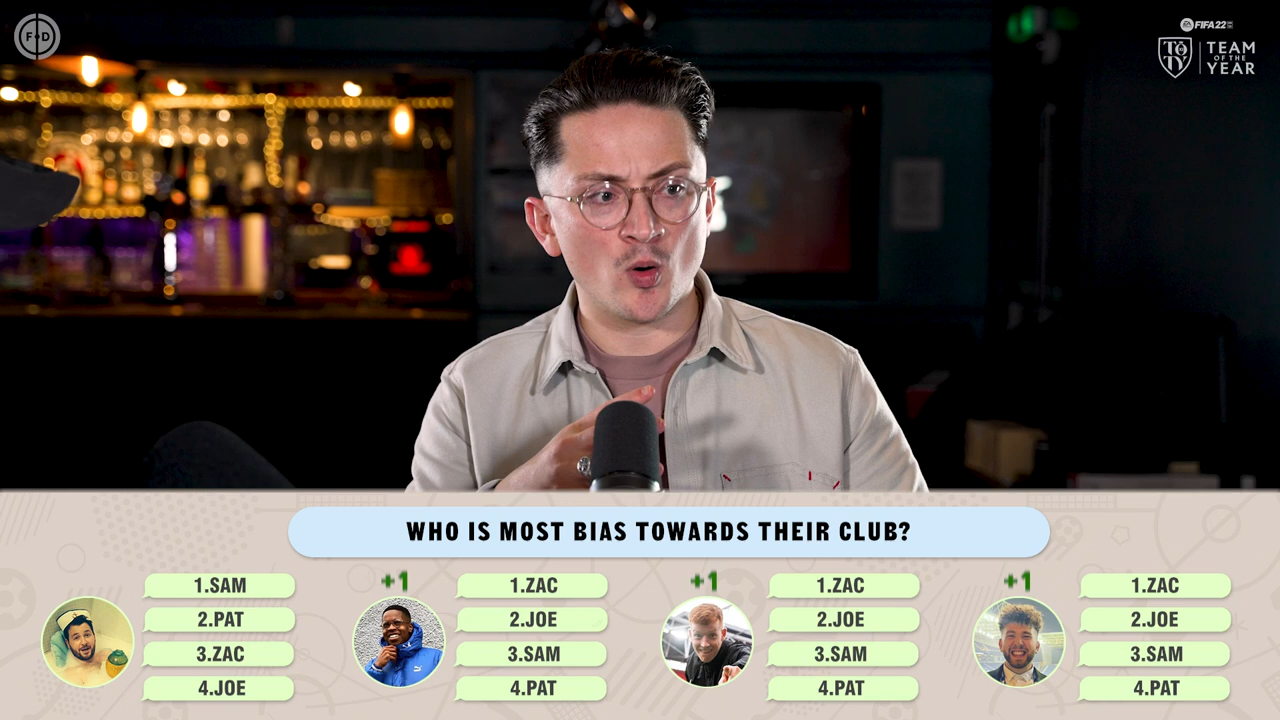 F D
FIFA 22
TOTY
TEAM
OF THE
YEAR
WHO IS MOST BIAS TOWARDS THEIR CLUB?
1.SAM
2.PAT
3.ZAC
4.JOE
+1
1.ZAC
2.JOE
3.SAM
4.PAT
+1
1.ZAC
2.JOE
3.SAM
4.PAT
+1
1.ZAC
2.JOE
3.SAM
4.PAT